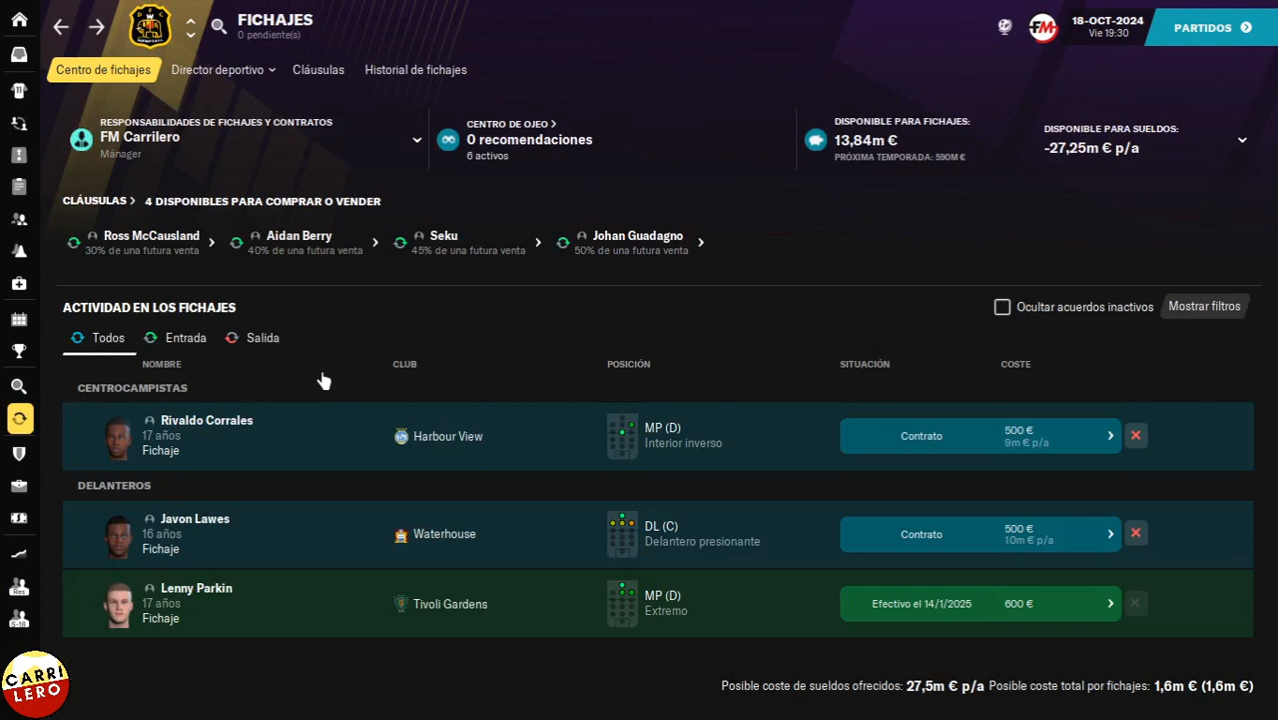 FICHAJES
0 pendiente(s)
FM
18-OCT-2024
Vie 19:30
PARTIDOS
Centro de fichajes
Director deportivo
Cláusulas
Historial de fichajes
RESPONSABILIDADES DE FICHAJES Y CONTRATOS
FM Carrilero
Mánager
CENTRO DE OJEO
0 recomendaciones
6 activos
DISPONIBLE PARA FICHAJES:
13,84m €
PRÓXIMA TEMPORADA: 590M €
DISPONIBLE PARA SUELDOS:
-27,25m € p/a
CLÁUSULAS 4 DISPONIBLES PARA COMPRAR O VENDER
Ross McCausland
30% de una futura venta
Aidan Berry
40% de una futura venta
Seku
45% de una futura venta
Johan Guadagno
50% de una futura venta
ACTIVIDAD EN LOS FICHAJES
Ocultar acuerdos inactivos
Mostrar filtros
Todos
Entrada
Salida
NOMBRE CLUB POSICIÓN SITUACIÓN COSTE
CENTROCAMPISTAS
Rivaldo Corrales
17 años
Fichaje
Harbour View
MP (D)
Interior inverso
Contrato
500 €
9m € p/a
DELANTEROS
Javon Lawes
16 años
Fichaje
Waterhouse
DL (C)
Delantero presionante
Contrato
500 €
10m € p/a
Lenny Parkin
17 años
Fichaje
Tivoli Gardens
MP (D)
Extremo
Efectivo el 14/1/2025
600 €
Res
S-18
CARRI
LERO
Posible coste de sueldos ofrecidos: 27,5m € p/a Posible coste total por fichajes: 1,6m € (1,6m €)